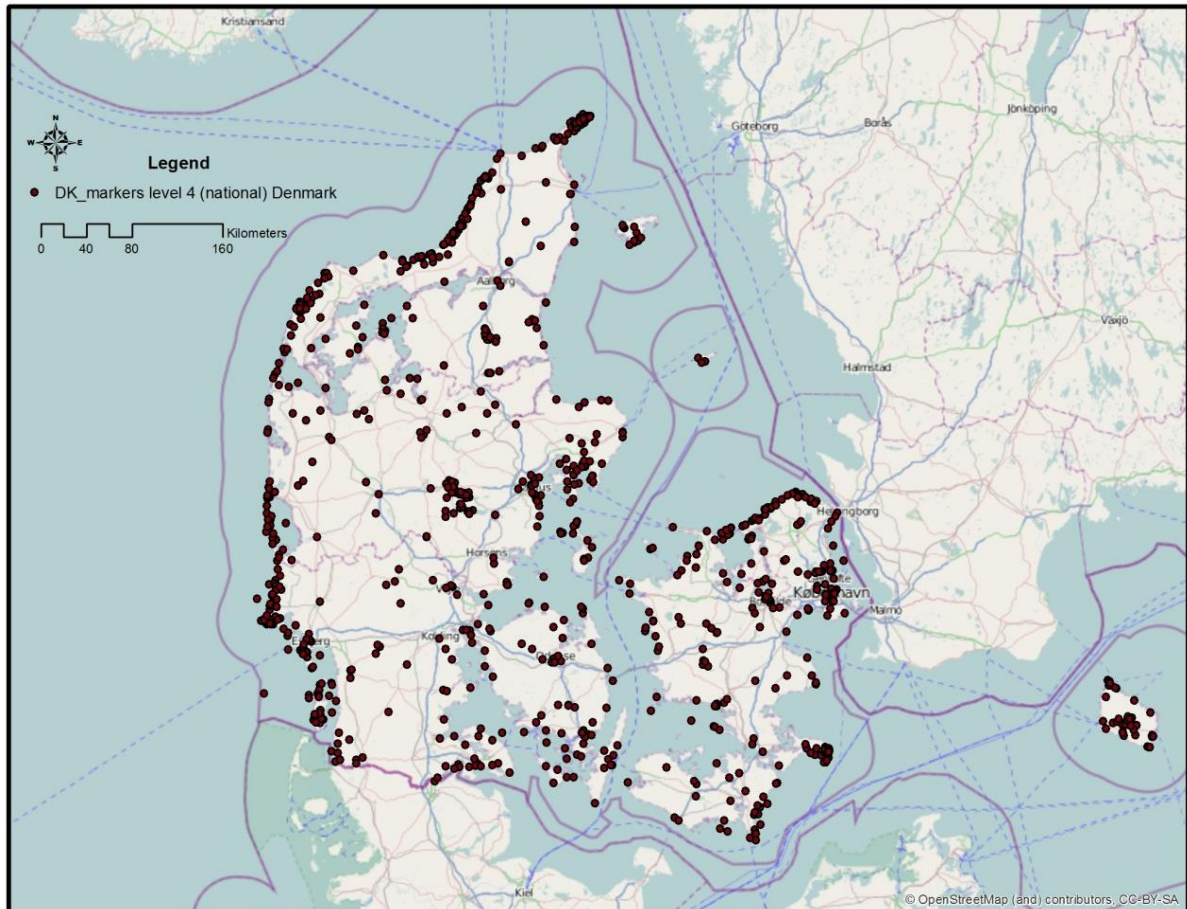 Kristiansand
Jönköping
Göteborg
Borås
N
W E
S
Legend
DK_markers level 4 (national) Denmark
Kilometers
0 40 80 160
Aalborg
Växjö
Halmstad
Helsingborg
Horsens
København
Malmö
Kolding
Esbjerg
Odense
Kiel
© OpenStreetMap (and) contributors, CC-BY-SA